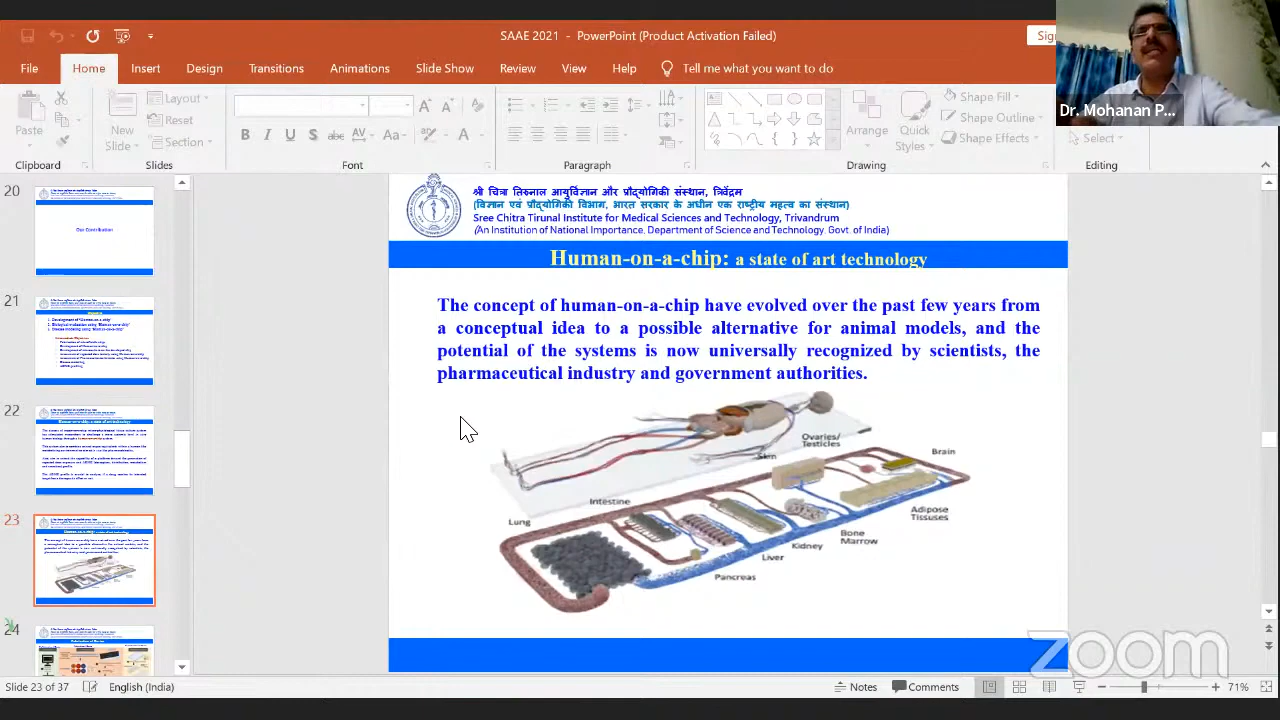 SAAE 2021 - PowerPoint (Product Activation Failed)
Sign
File Home Insert Design Transitions Animations Slide Show Review View Help Tell me what you want to do
Paste
New Slide
Layout
Reset
Section
B I U S abc AV Aa
Arrange
Quick Styles
Shape Fill
Shape Outline
Shape Effects
Select
Clipboard Slides Font Paragraph Drawing Editing
Dr. Mohanan P...
20
Our Contribution
21
22
23
24
श्री चित्रा तिरुनाल आयुर्विज्ञान और प्रौद्योगिकी संस्थान, त्रिवेंद्रम
(विज्ञान एवं प्रौद्योगिकी विभाग, भारत सरकार के अधीन एक राष्ट्रीय महत्व का संस्थान)
Sree Chitra Tirunal Institute for Medical Sciences and Technology, Trivandrum
(An Institution of National Importance, Department of Science and Technology, Govt. of India)
Human-on-a-chip: a state of art technology
The concept of human-on-a-chip have evolved over the past few years from
a conceptual idea to a possible alternative for animal models, and the
potential of the systems is now universally recognized by scientists, the
pharmaceutical industry and government authorities.
Ovaries/
Testicles
Skin
Brain
Intestine
Lung
Adipose
Tissuses
Bone
Marrow
Kidney
Liver
Pancreas
zoom
Slide 23 of 37 English (India) Notes Comments 71%